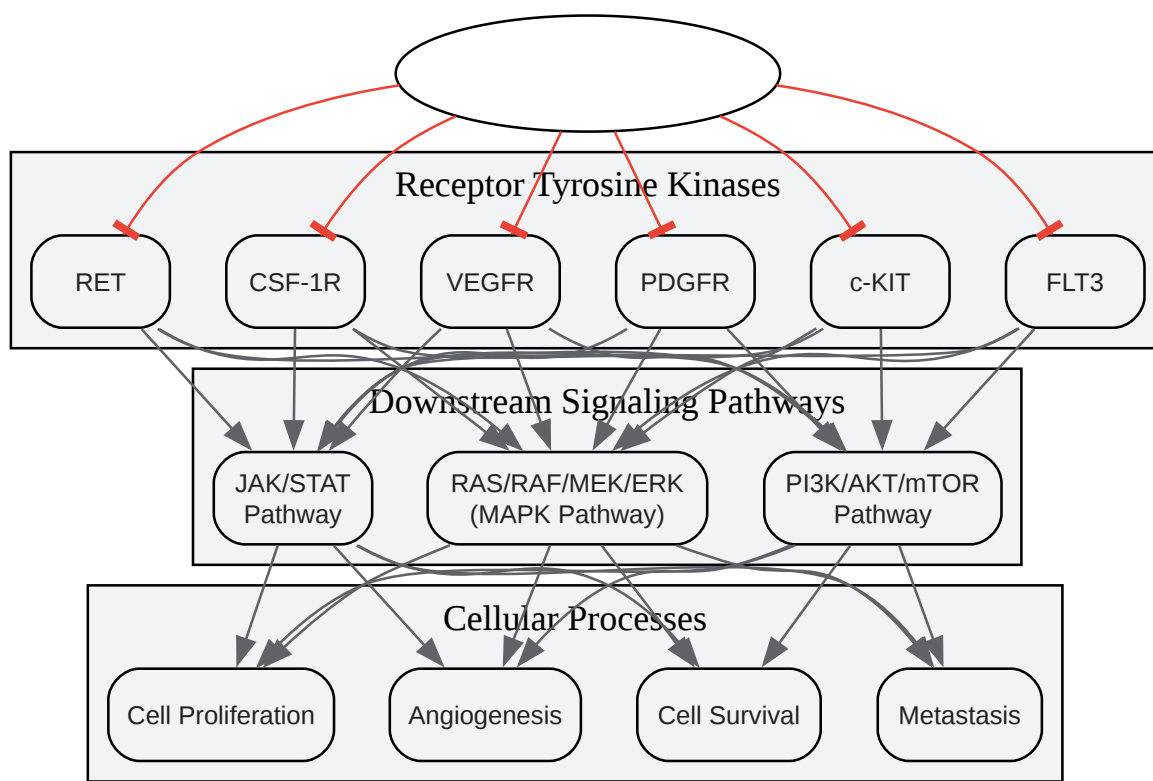 Receptor Tyrosine Kinases
RET
CSF-1R
VEGFR
PDGFR
c-KIT
FLT3
Downstream Signaling Pathways
JAK/STAT
Pathway
RAS/RAF/MEK/ERK
(MAPK Pathway)
PI3K/AKT/mTOR
Pathway
Cellular Processes
Cell Proliferation
Angiogenesis
Cell Survival
Metastasis